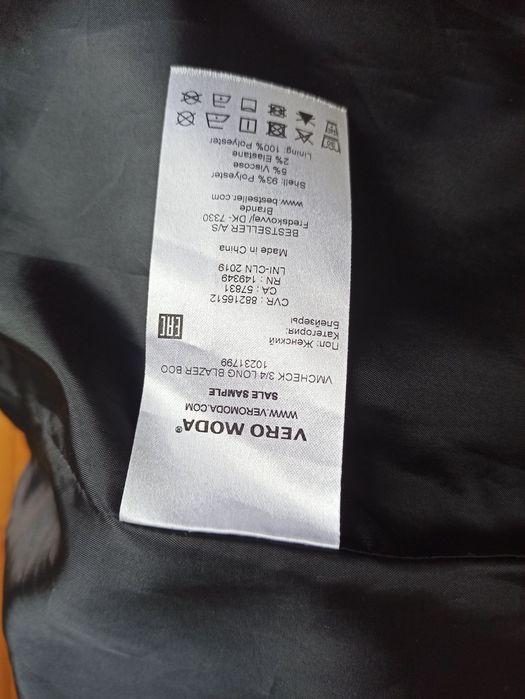 VERO MODA®
WWW.VEROMODA.COM
SALE SAMPLE
VMCHECK 3/4 LONG BLAZER BOO
10231799
Пол: Женский
Категория:
Блейзеры
EAC
CVR : 88216512
CA : 57831
RN : 149349
LNI-CLN 2019
Made in China
BESTSELLER A/S
Fredskovvej DK- 7330
Brande
www.bestseller.com
Shell: 93% Polyester
5% Viscose
2% Elastane
Lining: 100% Polyester